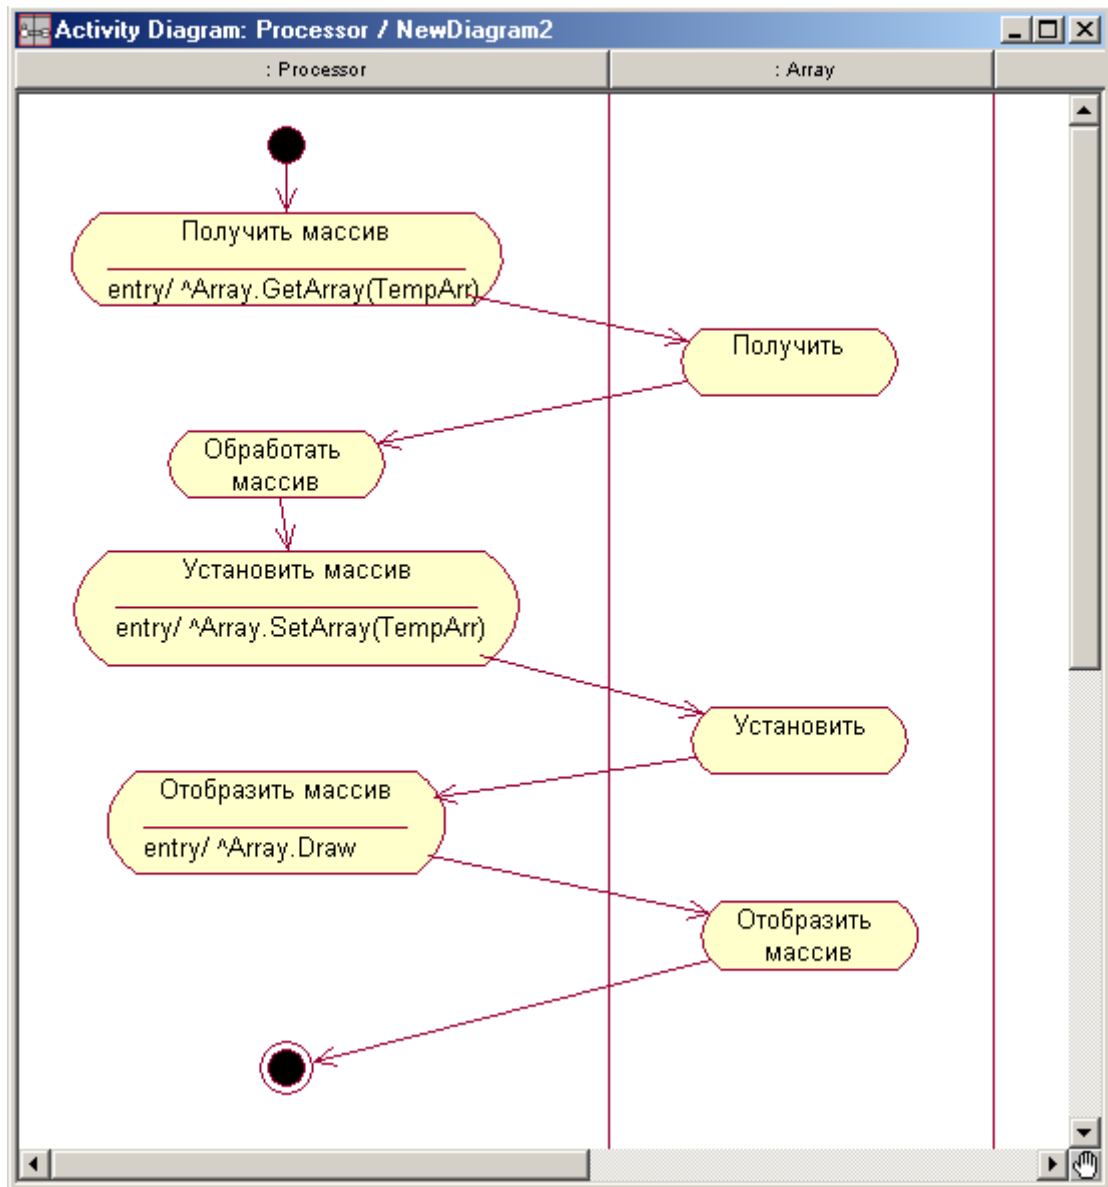 Activity Diagram: Processor / NewDiagram2
: Processor
: Array
Получить массив
entry/ ^Array.GetArray(TempArr)
Получить
Обработать
массив
Установить массив
entry/ ^Array.SetArray(TempArr)
Установить
Отобразить массив
entry/ ^Array.Draw
Отобразить
массив